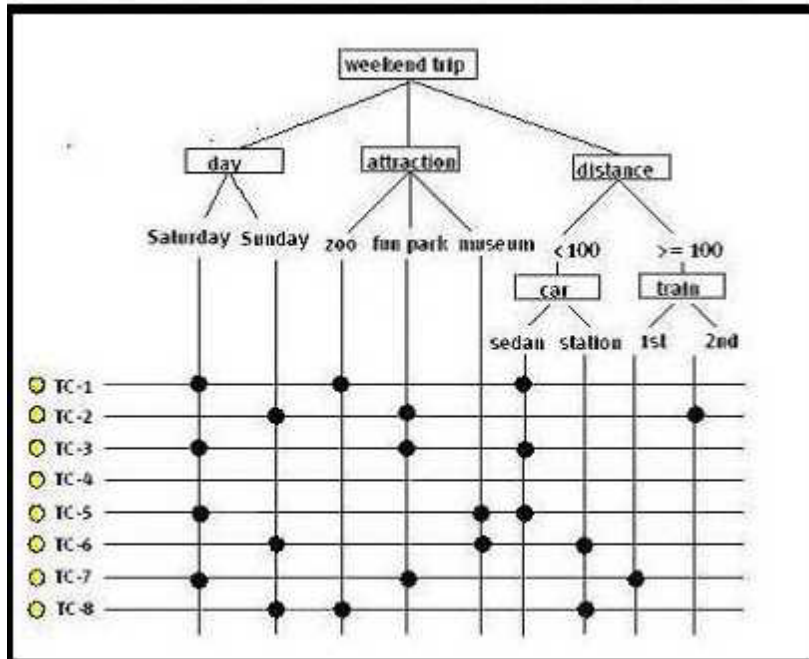 weekend trip
day attraction distance
Saturday Sunday zoo fun park museum < 100 >= 100
car train
sedan station 1st 2nd
TC-1
TC-2
TC-3
TC-4
TC-5
TC-6
TC-7
TC-8